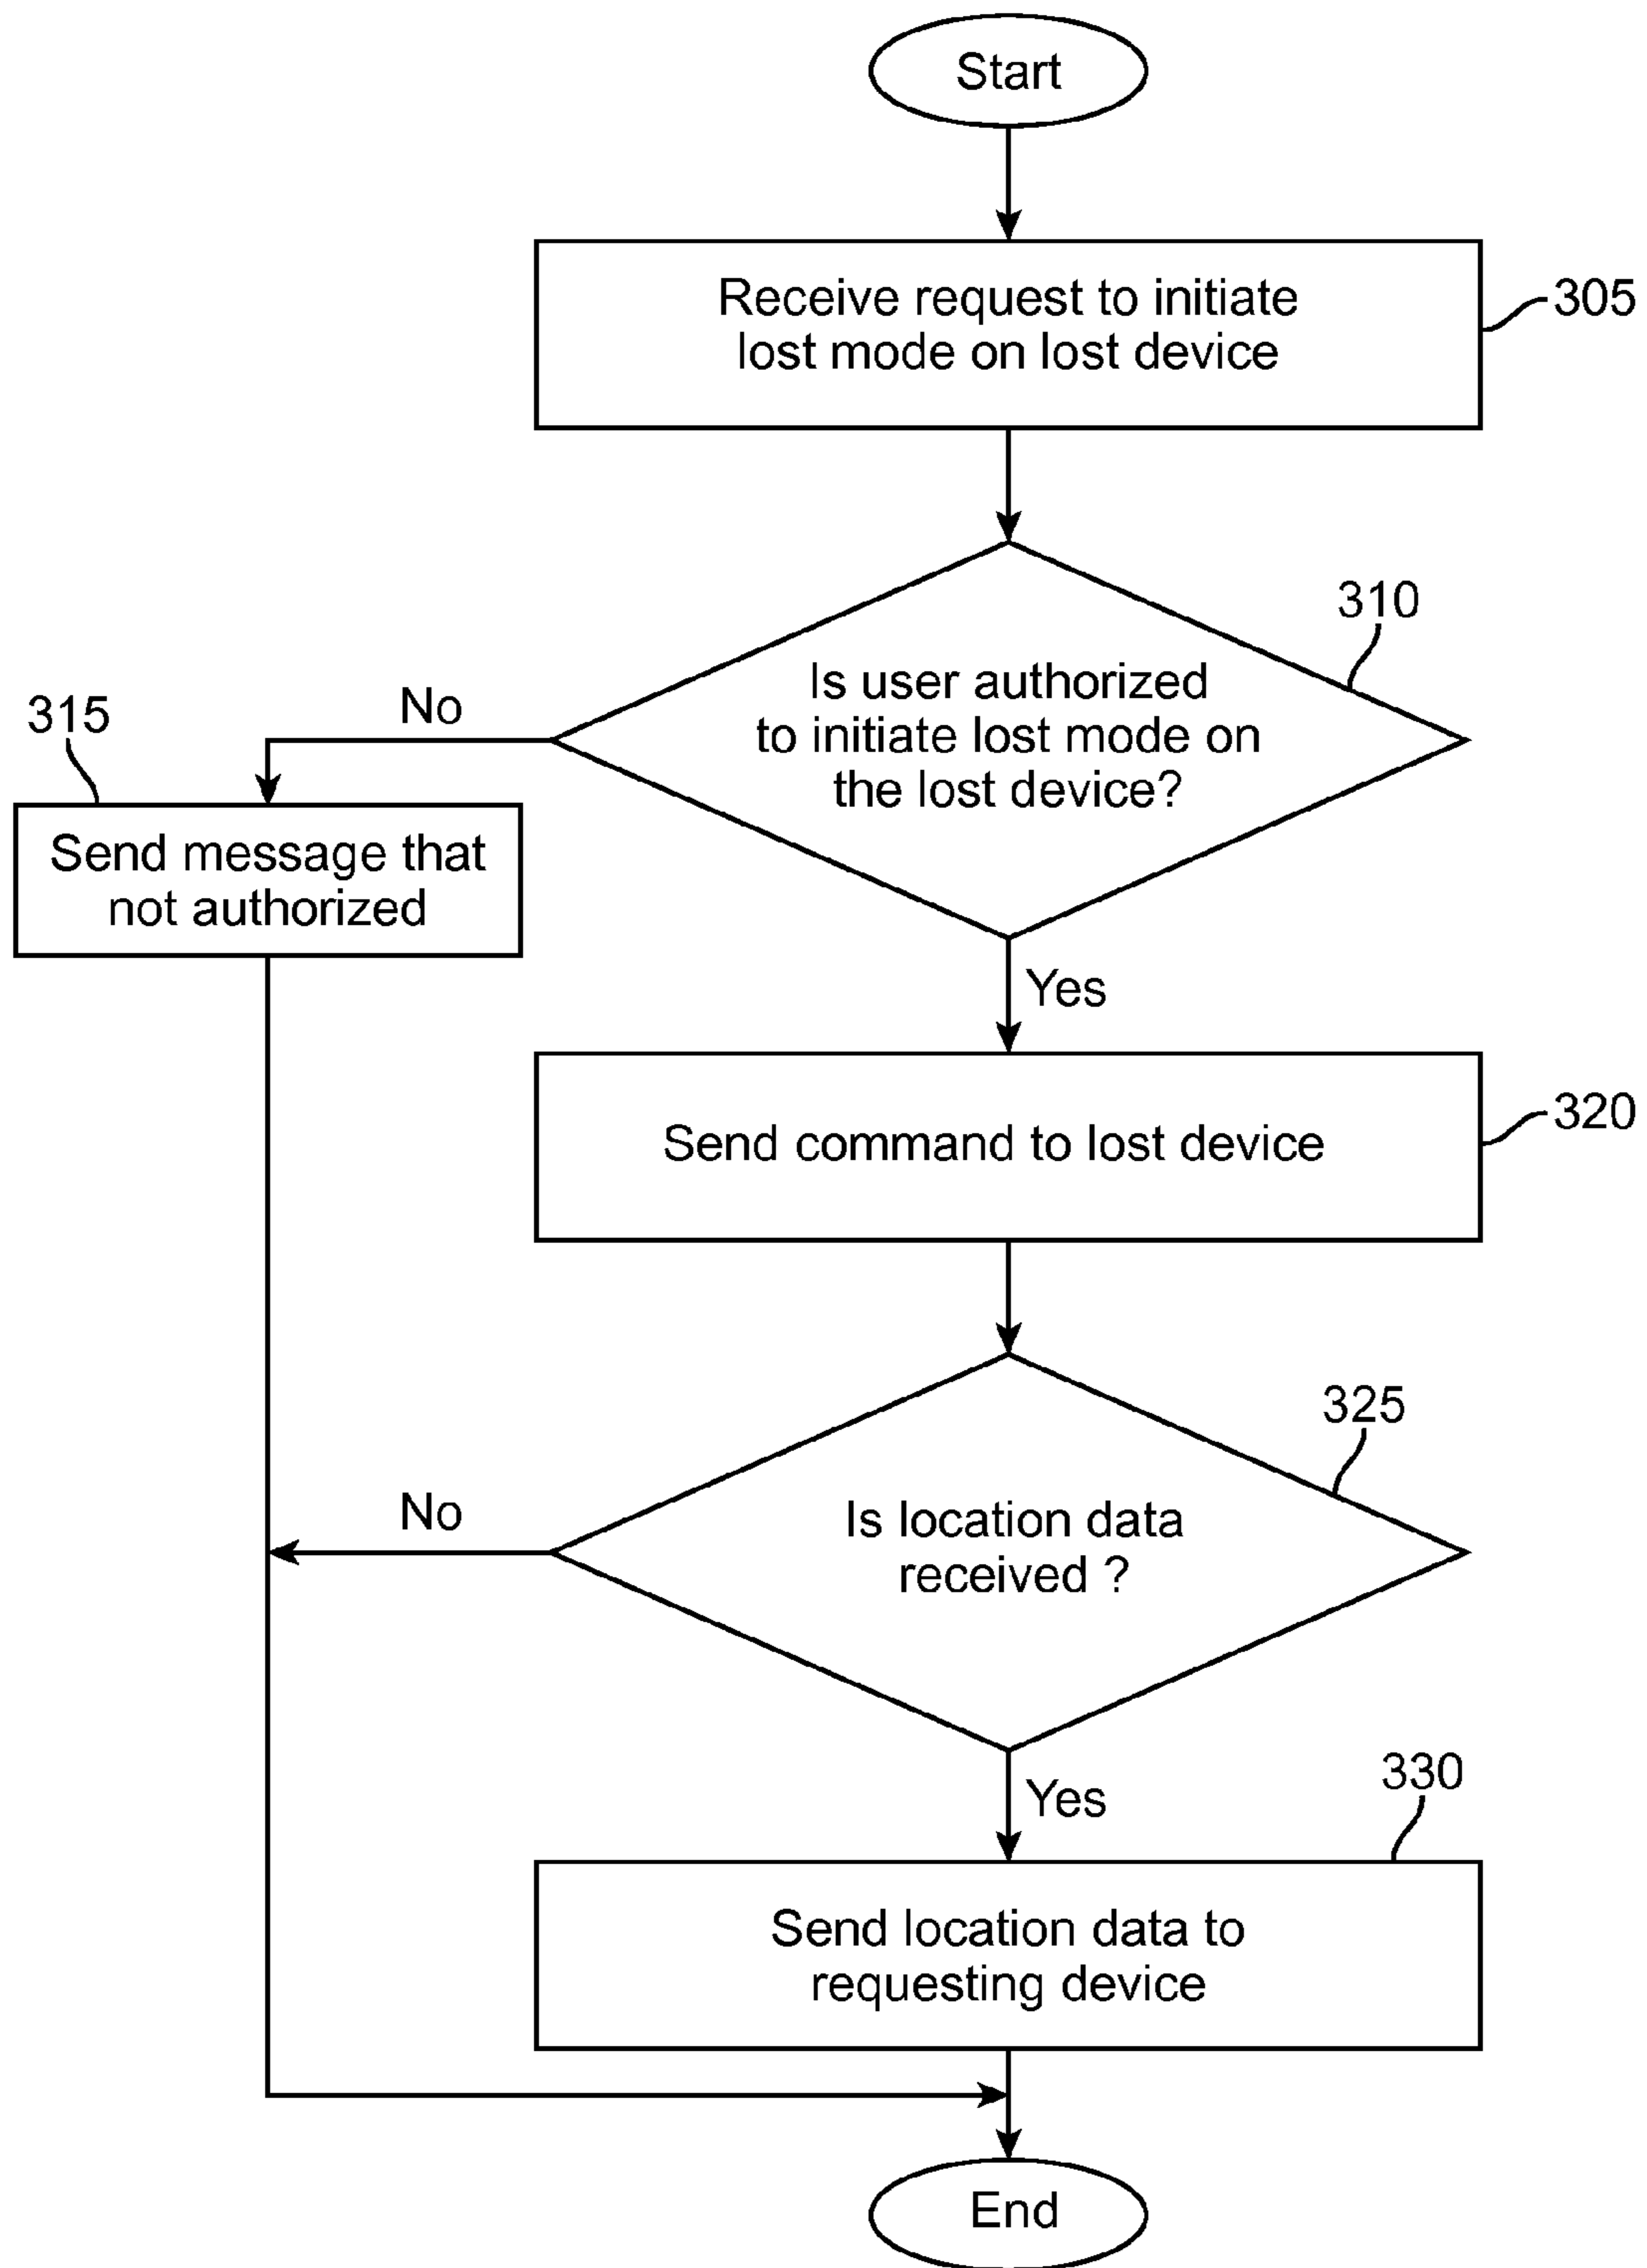 Start
Receive request to initiate
lost mode on lost device
305
310
Is user authorized
to initiate lost mode on
the lost device?
No
315
Send message that
not authorized
Yes
Send command to lost device
320
325
Is location data
received ?
No
Yes
330
Send location data to
requesting device
End